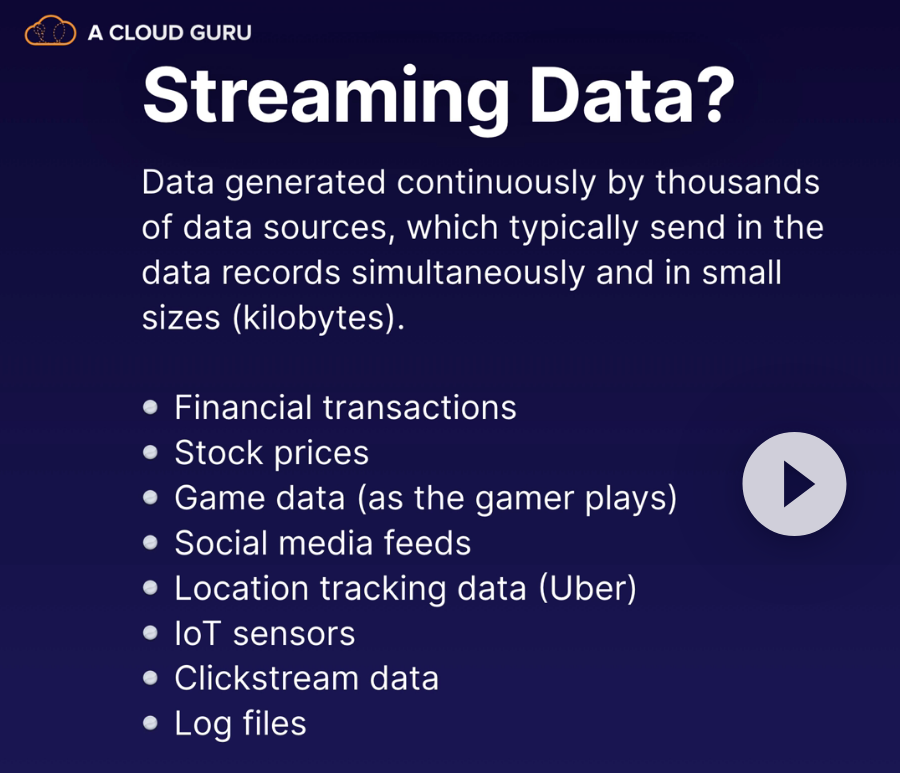 A CLOUD GURU
Streaming Data?
Data generated continuously by thousands
of data sources, which typically send in the
data records simultaneously and in small
sizes (kilobytes).
Financial transactions
Stock prices
Game data (as the gamer plays)
Social media feeds
Location tracking data (Uber)
IoT sensors
Clickstream data
Log files